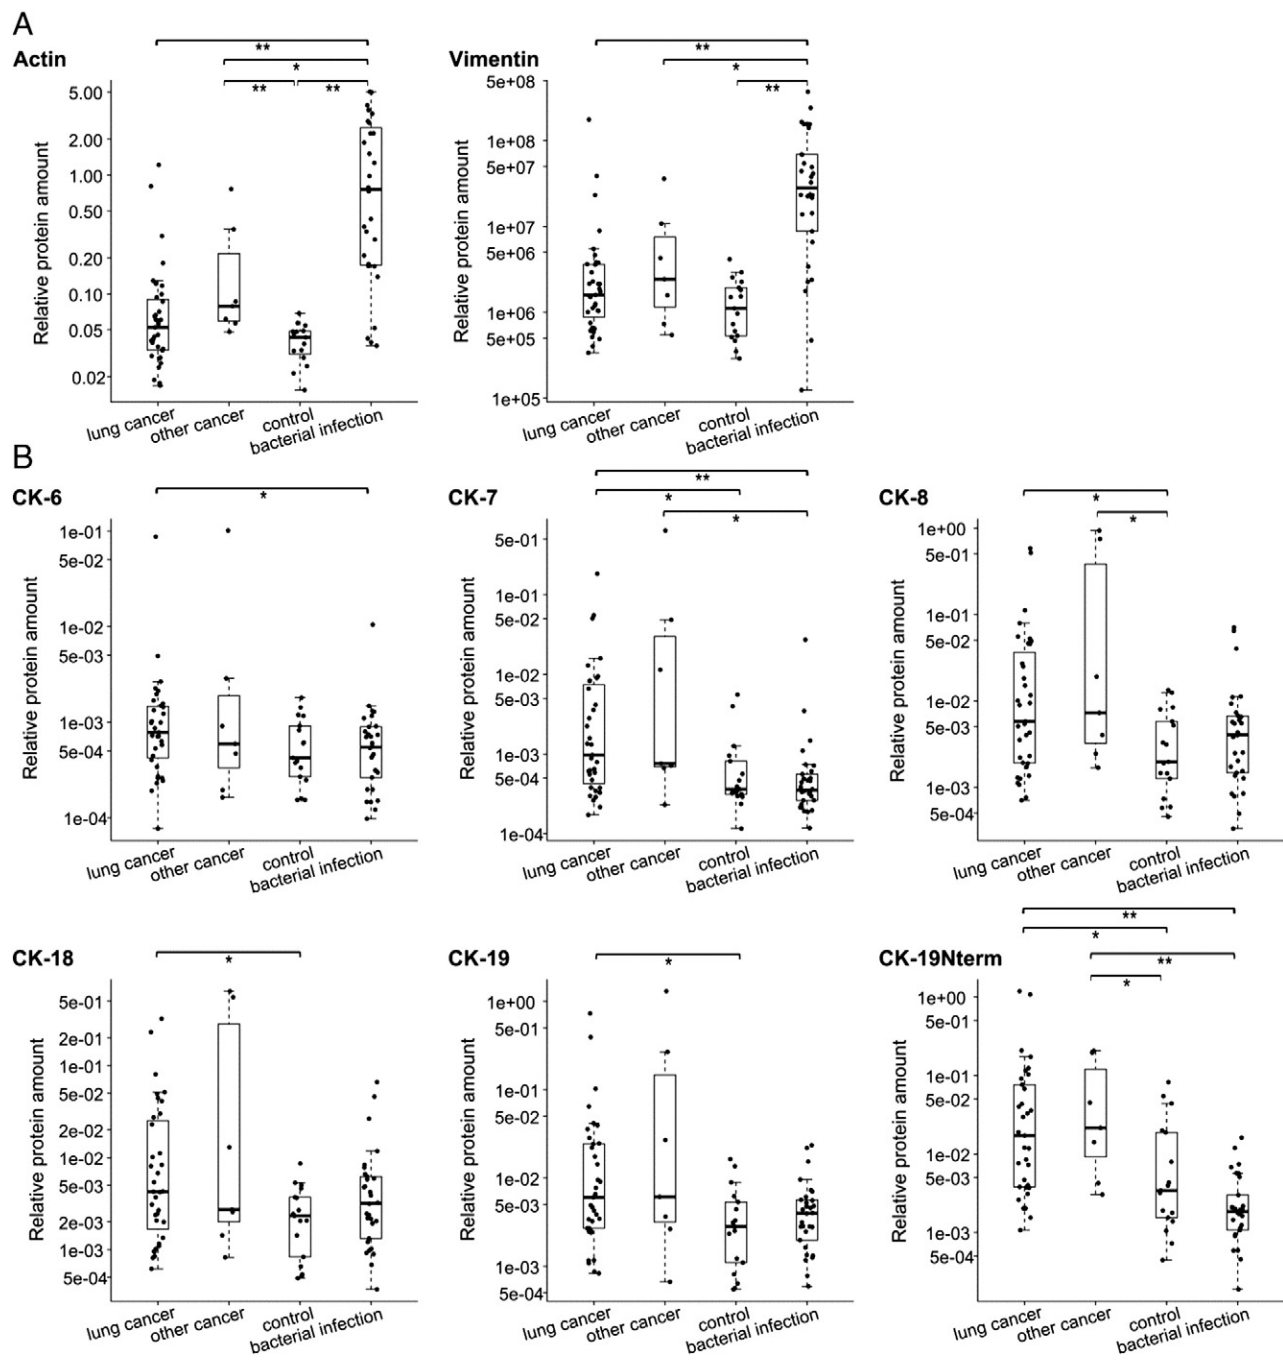 A
Actin
**
*
** **
Relative protein amount
5.00
2.00
1.00
0.50
0.20
0.10
0.05
0.02
lung cancer
other cancer
control
bacterial infection
Vimentin
**
*
**
Relative protein amount
5e+08
1e+08
5e+07
1e+07
5e+06
1e+06
5e+05
1e+05
lung cancer
other cancer
control
bacterial infection
B
CK-6
*
Relative protein amount
1e-01
5e-02
1e-02
5e-03
1e-03
5e-04
1e-04
lung cancer
other cancer
control
bacterial infection
CK-7
**
*
*
Relative protein amount
5e-01
1e-01
5e-02
1e-02
5e-03
1e-03
5e-04
1e-04
lung cancer
other cancer
control
bacterial infection
CK-8
*
*
Relative protein amount
1e+00
5e-01
1e-01
5e-02
1e-02
5e-03
1e-03
5e-04
lung cancer
other cancer
control
bacterial infection
CK-18
*
Relative protein amount
5e-01
2e-01
1e-01
5e-02
2e-02
1e-02
5e-03
2e-03
1e-03
5e-04
lung cancer
other cancer
control
bacterial infection
CK-19
*
Relative protein amount
1e+00
5e-01
1e-01
5e-02
1e-02
5e-03
1e-03
5e-04
lung cancer
other cancer
control
bacterial infection
CK-19Nterm
**
*
**
*
Relative protein amount
1e+00
5e-01
1e-01
5e-02
1e-02
5e-03
1e-03
5e-04
lung cancer
other cancer
control
bacterial infection